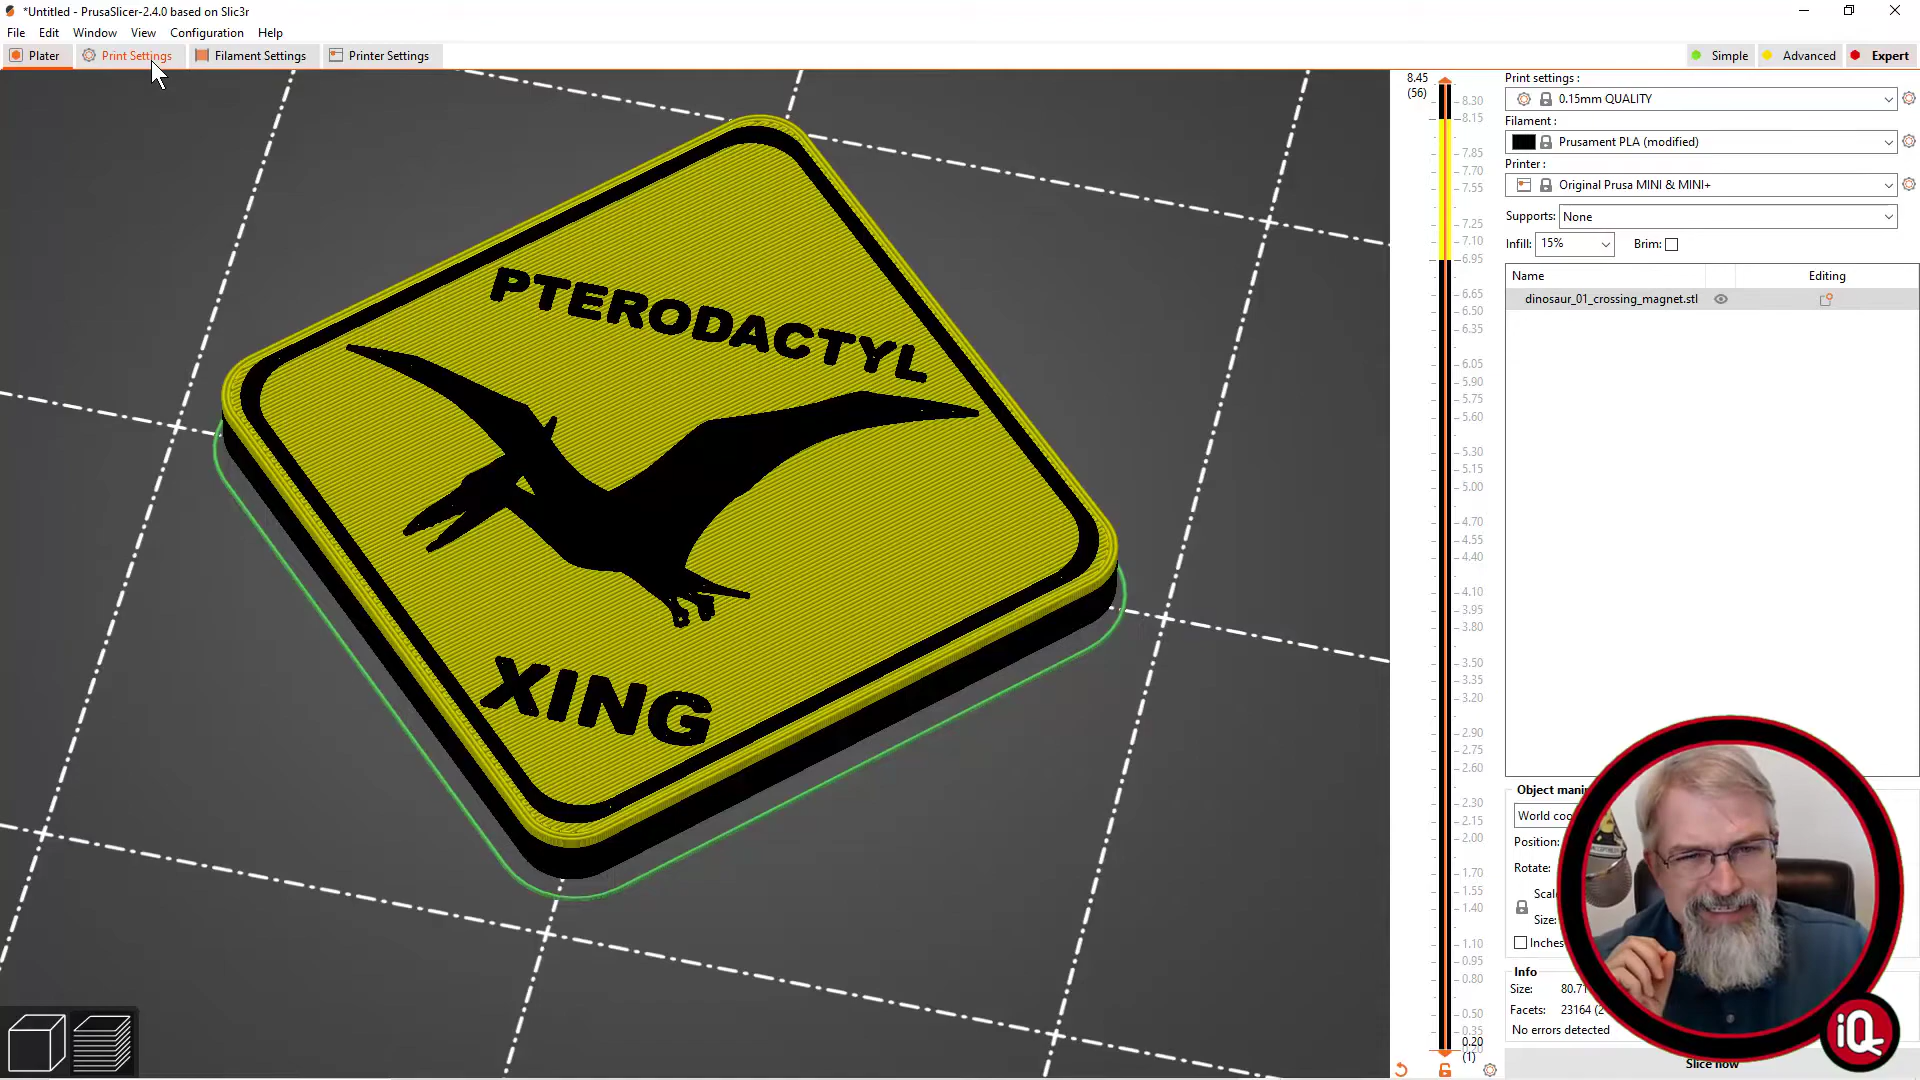 *Untitled - PrusaSlicer-2.4.0 based on Slic3r
File Edit Window View Configuration Help
Plater Print Settings Filament Settings Printer Settings Simple Advanced Expert
8.45
(56)
8.30
8.15
7.85
7.70
7.55
7.25
7.10
6.95
6.65
6.50
6.35
6.05
5.90
5.75
5.60
5.30
5.15
5.00
4.70
4.55
4.40
4.10
3.95
3.80
3.50
3.35
3.20
2.90
2.75
2.60
2.30
2.15
2.00
1.70
1.55
1.40
1.10
0.95
0.80
0.50
0.35
0.20
(1)
PTERODACTYL
XING
Print settings :
0.15mm QUALITY
Filament :
Prusament PLA (modified)
Printer :
Original Prusa MINI & MINI+
Supports: None
Infill: 15% Brim:
Name Editing
dinosaur_01_crossing_magnet.stl
Object mani
World coo
Position:
Rotate:
Scal
Size:
Inches
Info
Size: 80.71
Facets: 23164 (2
No errors detected
Slice now
iQ